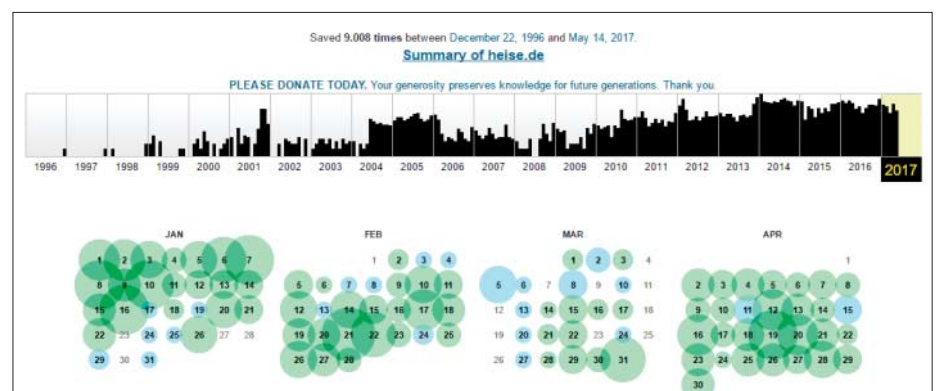 Saved 9.008 times between December 22, 1996 and May 14, 2017.
Summary of heise.de
PLEASE DONATE TODAY. Your generosity preserves knowledge for future generations. Thank you.
1996 1997 1998 1999 2000 2001 2002 2003 2004 2005 2006 2007 2008 2009 2010 2011 2012 2013 2014 2015 2016 2017
JAN
1 2 3 4 5 6 7
8 9 10 11 12 13 14
15 16 17 18 19 20 21
22 23 24 25 26 27 28
29 30 31
FEB
1 2 3 4
5 6 7 8 9 10 11
12 13 14 15 16 17 18
19 20 21 22 23 24 25
26 27 28
MAR
1 2 3 4
5 6 7 8 9 10 11
12 13 14 15 16 17 18
19 20 21 22 23 24 25
26 27 28 29 30 31
APR
1
2 3 4 5 6 7 8
9 10 11 12 13 14 15
16 17 18 19 20 21 22
23 24 25 26 27 28 29
30